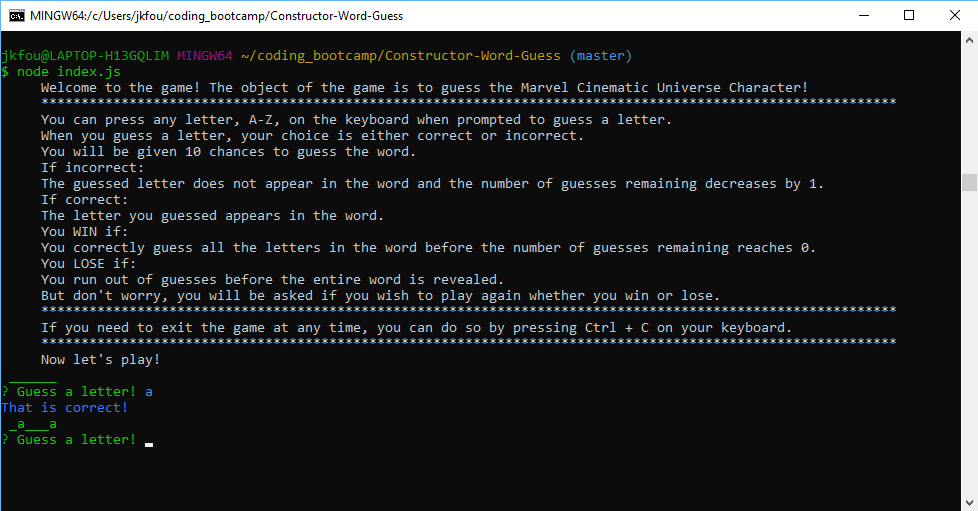 MINGW64:/c/Users/jkfou/coding_bootcamp/Constructor-Word-Guess
jkfou@LAPTOP-H13GQLIM MINGW64 ~/coding_bootcamp/Constructor-Word-Guess (master)
$ node index.js
Welcome to the game! The object of the game is to guess the Marvel Cinematic Universe Character!
***********************************************************************************************************
You can press any letter, A-Z, on the keyboard when prompted to guess a letter.
When you guess a letter, your choice is either correct or incorrect.
You will be given 10 chances to guess the word.
If incorrect:
The guessed letter does not appear in the word and the number of guesses remaining decreases by 1.
If correct:
The letter you guessed appears in the word.
You WIN if:
You correctly guess all the letters in the word before the number of guesses remaining reaches 0.
You LOSE if:
You run out of guesses before the entire word is revealed.
But don't worry, you will be asked if you wish to play again whether you win or lose.
***********************************************************************************************************
If you need to exit the game at any time, you can do so by pressing Ctrl + C on your keyboard.
***********************************************************************************************************
Now let's play!
______
? Guess a letter! a
That is correct!
_a___a
? Guess a letter!